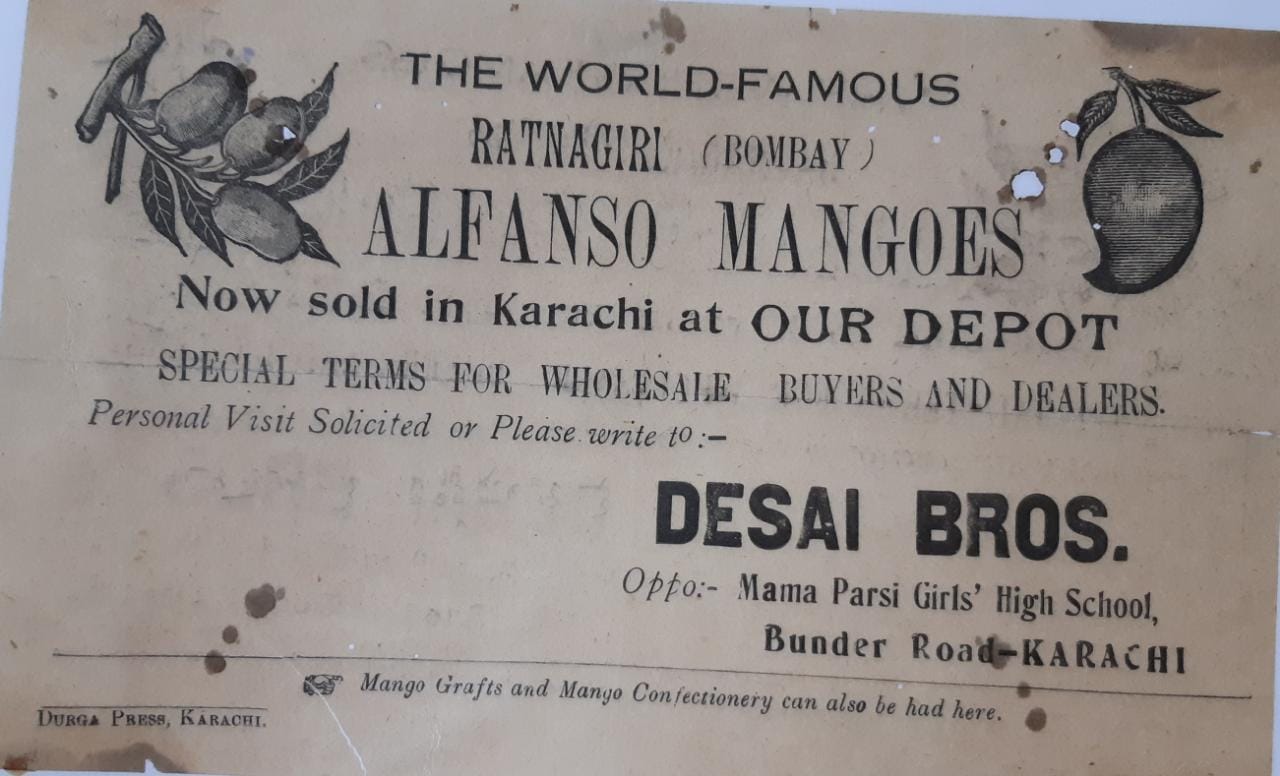 THE WORLD-FAMOUS
RATNAGIRI (BOMBAY)
ALFANSO MANGOES
Now sold in Karachi at OUR DEPOT
SPECIAL TERMS FOR WHOLESALE BUYERS AND DEALERS.
Personal Visit Solicited or Please write to:—
DESAI BROS.
Oppo:- Mama Parsi Girls' High School,
Bunder Road—KARACHI
☞ Mango Grafts and Mango Confectionery can also be had here.
DURGA PRESS, KARACHI.